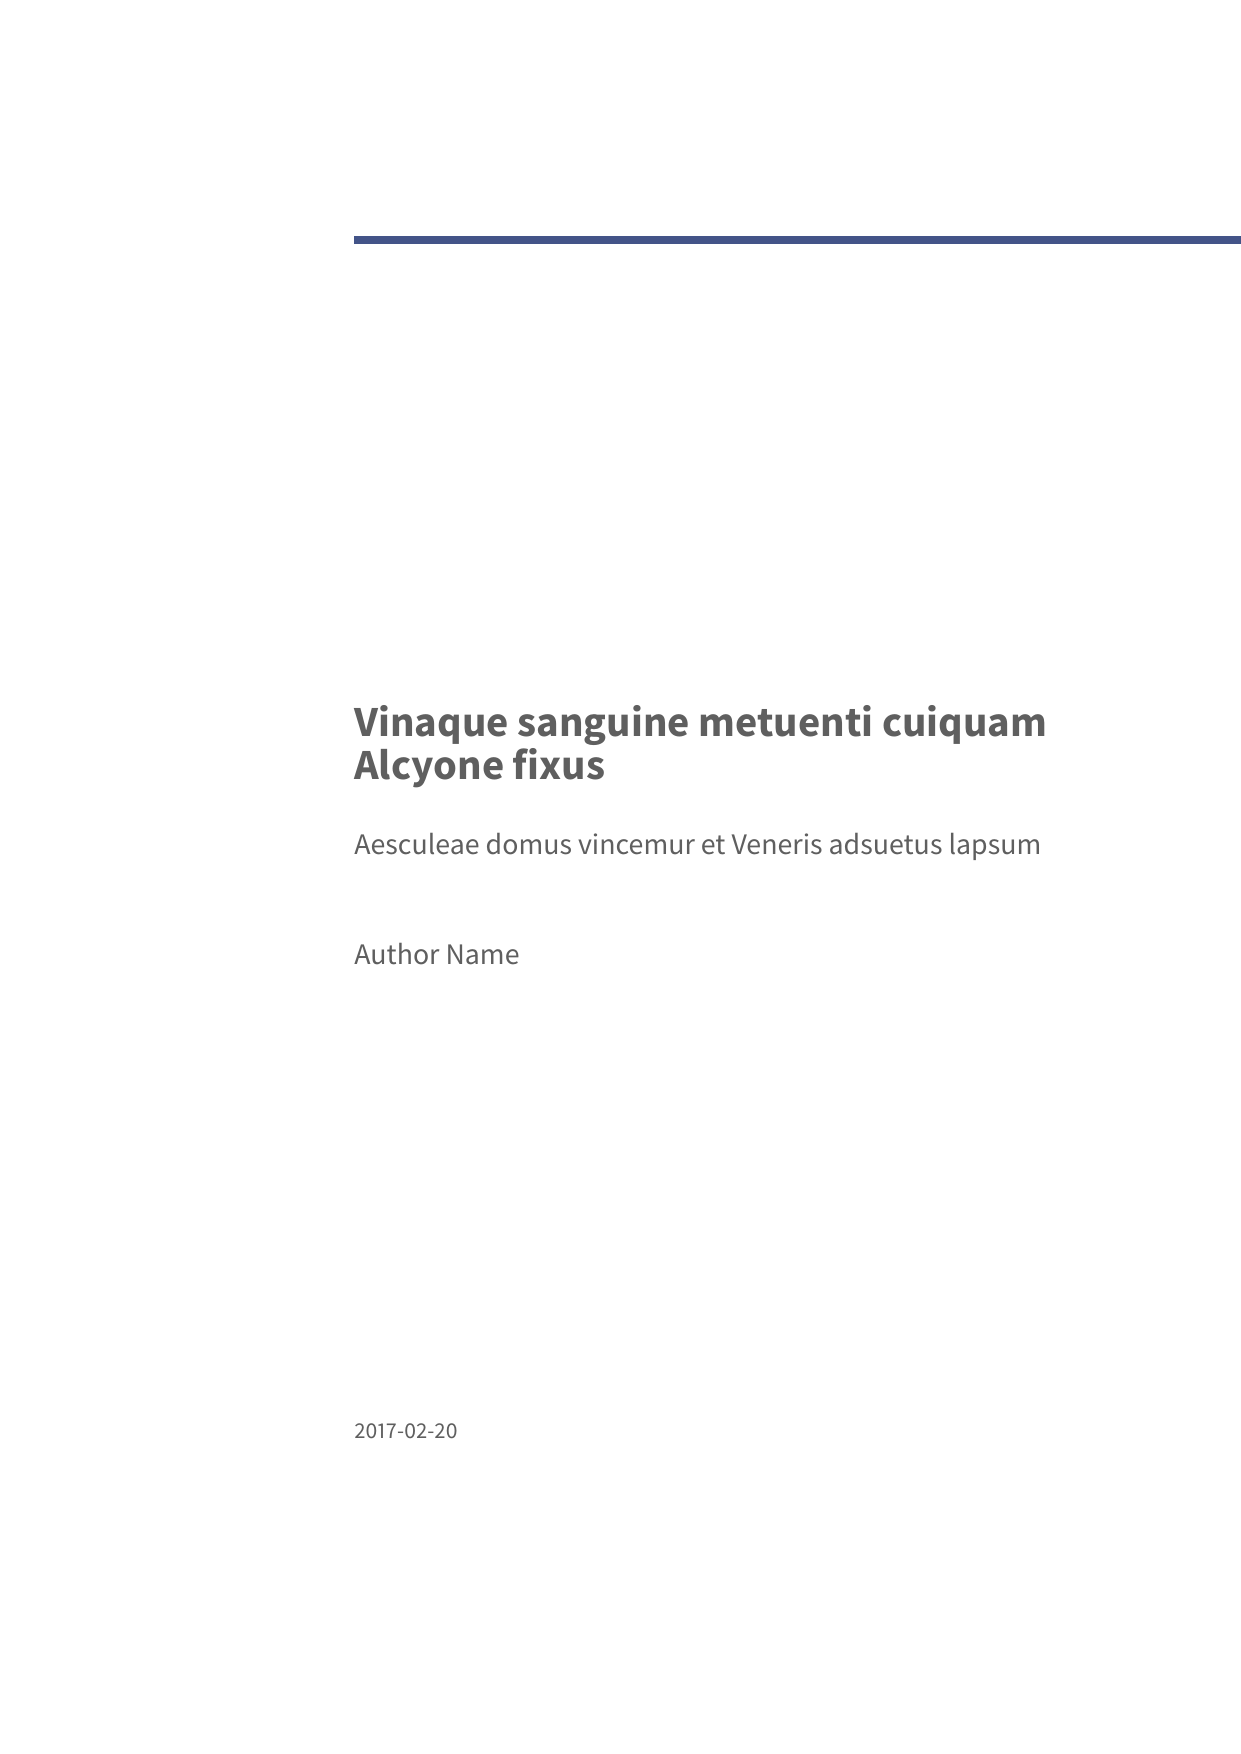 Vinaque sanguine metuenti cuiquam
Alcyone fixus
Aesculeae domus vincemur et Veneris adsuetus lapsum
Author Name
2017-02-20